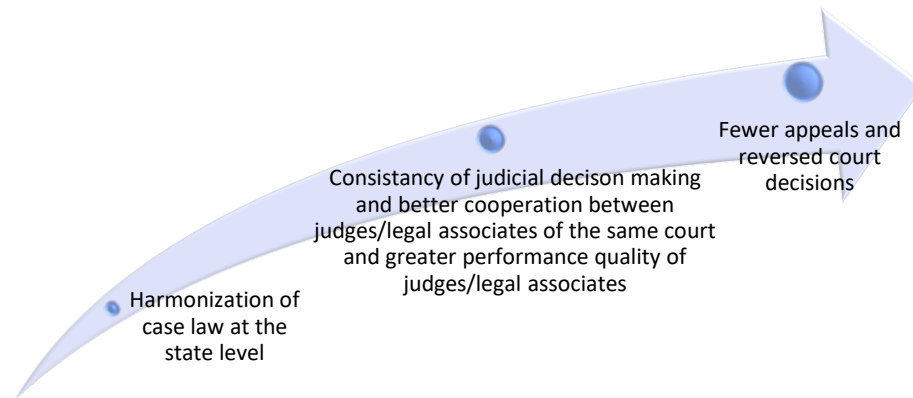 Harmonization of
case law at the
state level
Consistancy of judicial decison making
and better cooperation between
judges/legal associates of the same court
and greater performance quality of
judges/legal associates
Fewer appeals and
reversed court
decisions